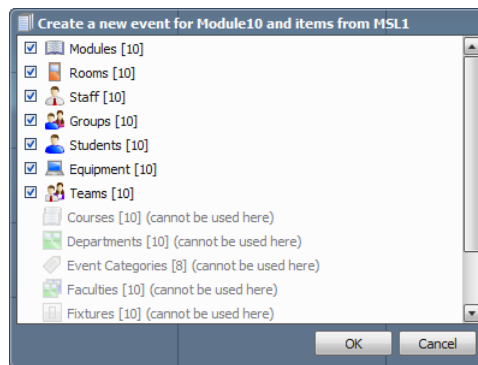 Create a new event for Module10 and items from MSL1
Modules [10]
Rooms [10]
Staff [10]
Groups [10]
Students [10]
Equipment [10]
Teams [10]
Courses [10] (cannot be used here)
Departments [10] (cannot be used here)
Event Categories [8] (cannot be used here)
Faculties [10] (cannot be used here)
Fixtures [10] (cannot be used here)
OK Cancel